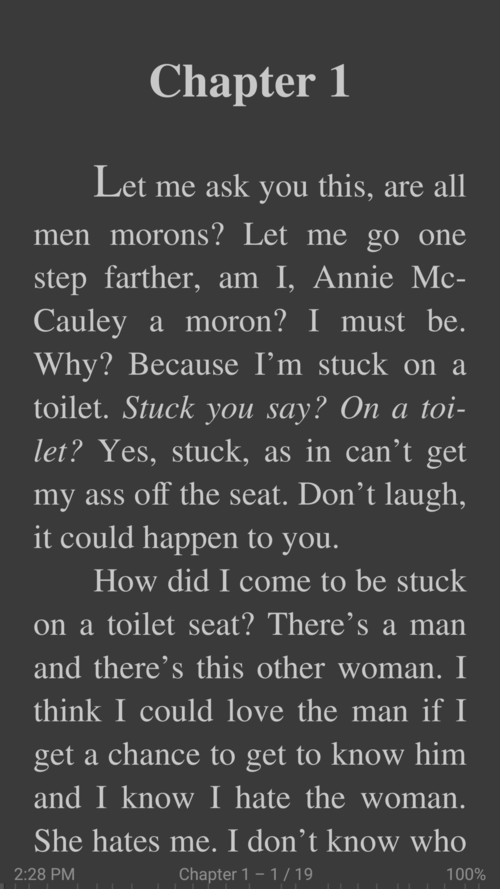 Chapter 1
Let me ask you this, are all
men morons? Let me go one
step farther, am I, Annie Mc-
Cauley a moron? I must be.
Why? Because I’m stuck on a
toilet. Stuck you say? On a toi-
let? Yes, stuck, as in can’t get
my ass off the seat. Don’t laugh,
it could happen to you.
How did I come to be stuck
on a toilet seat? There’s a man
and there’s this other woman. I
think I could love the man if I
get a chance to get to know him
and I know I hate the woman.
She hates me. I don’t know who
2:28 PM Chapter 1 – 1 / 19 100%